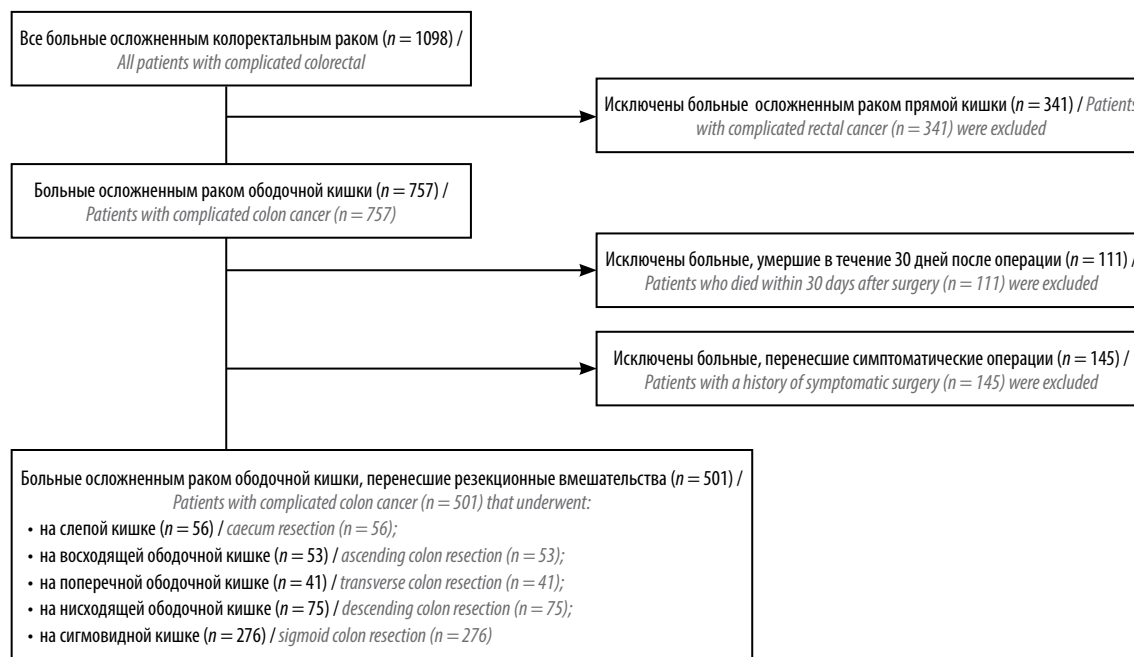 Все больные осложненным колоректальным раком (n = 1098) /
All patients with complicated colorectal
Исключены больные осложненным раком прямой кишки (n = 341) / Patients
with complicated rectal cancer (n = 341) were excluded
Больные осложненным раком ободочной кишки (n = 757) /
Patients with complicated colon cancer (n = 757)
Исключены больные, умершие в течение 30 дней после операции (n = 111) /
Patients who died within 30 days after surgery (n = 111) were excluded
Исключены больные, перенесшие симптоматические операции (n = 145) /
Patients with a history of symptomatic surgery (n = 145) were excluded
Больные осложненным раком ободочной кишки, перенесшие резекционные вмешательства (n = 501) /
Patients with complicated colon cancer (n = 501) that underwent:
• на слепой кишке (n = 56) / caecum resection (n = 56);
• на восходящей ободочной кишке (n = 53) / ascending colon resection (n = 53);
• на поперечной ободочной кишке (n = 41) / transverse colon resection (n = 41);
• на нисходящей ободочной кишке (n = 75) / descending colon resection (n = 75);
• на сигмовидной кишке (n = 276) / sigmoid colon resection (n = 276)